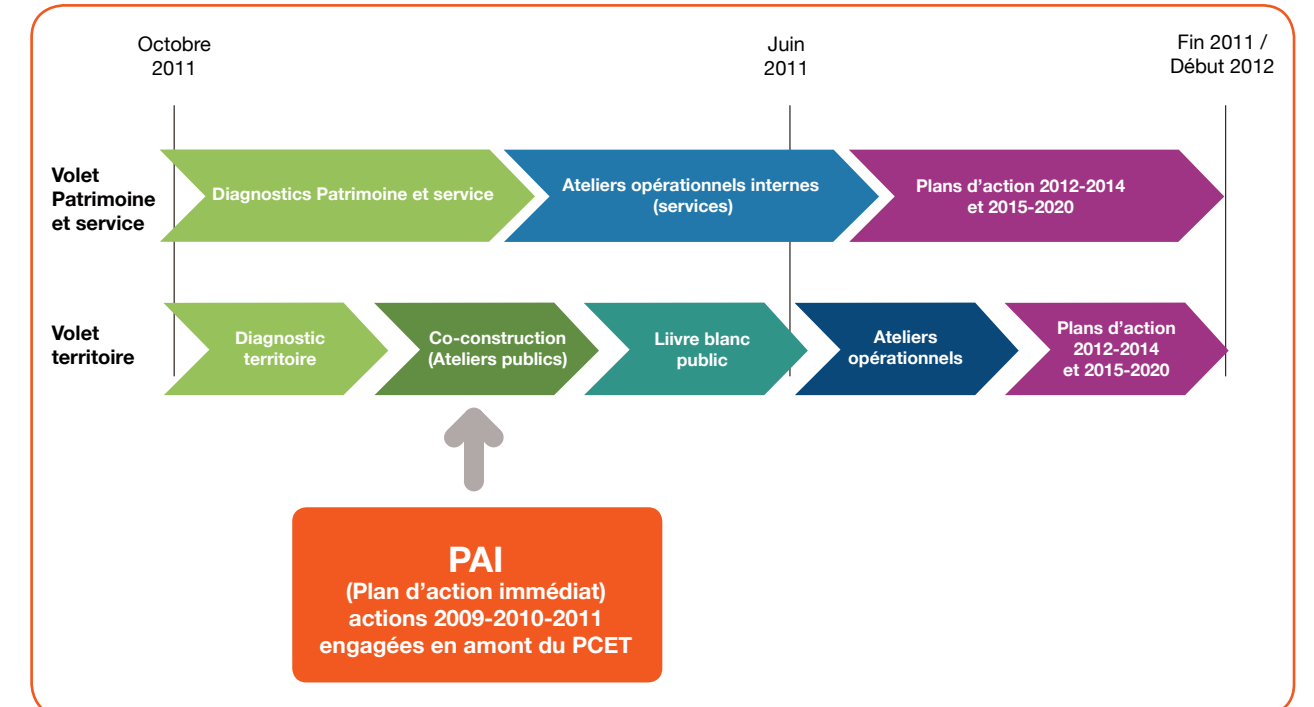 Octobre
2011
Juin
2011
Fin 2011 /
Début 2012
Volet
Patrimoine
et service
Diagnostics Patrimoine et service
Ateliers opérationnels internes
(services)
Plans d'action 2012-2014
et 2015-2020
Volet
territoire
Diagnostic
territoire
Co-construction
(Ateliers publics)
Liivre blanc
public
Ateliers
opérationnels
Plans d'action
2012-2014
et 2015-2020
PAI
(Plan d'action immédiat)
actions 2009-2010-2011
engagées en amont du PCET